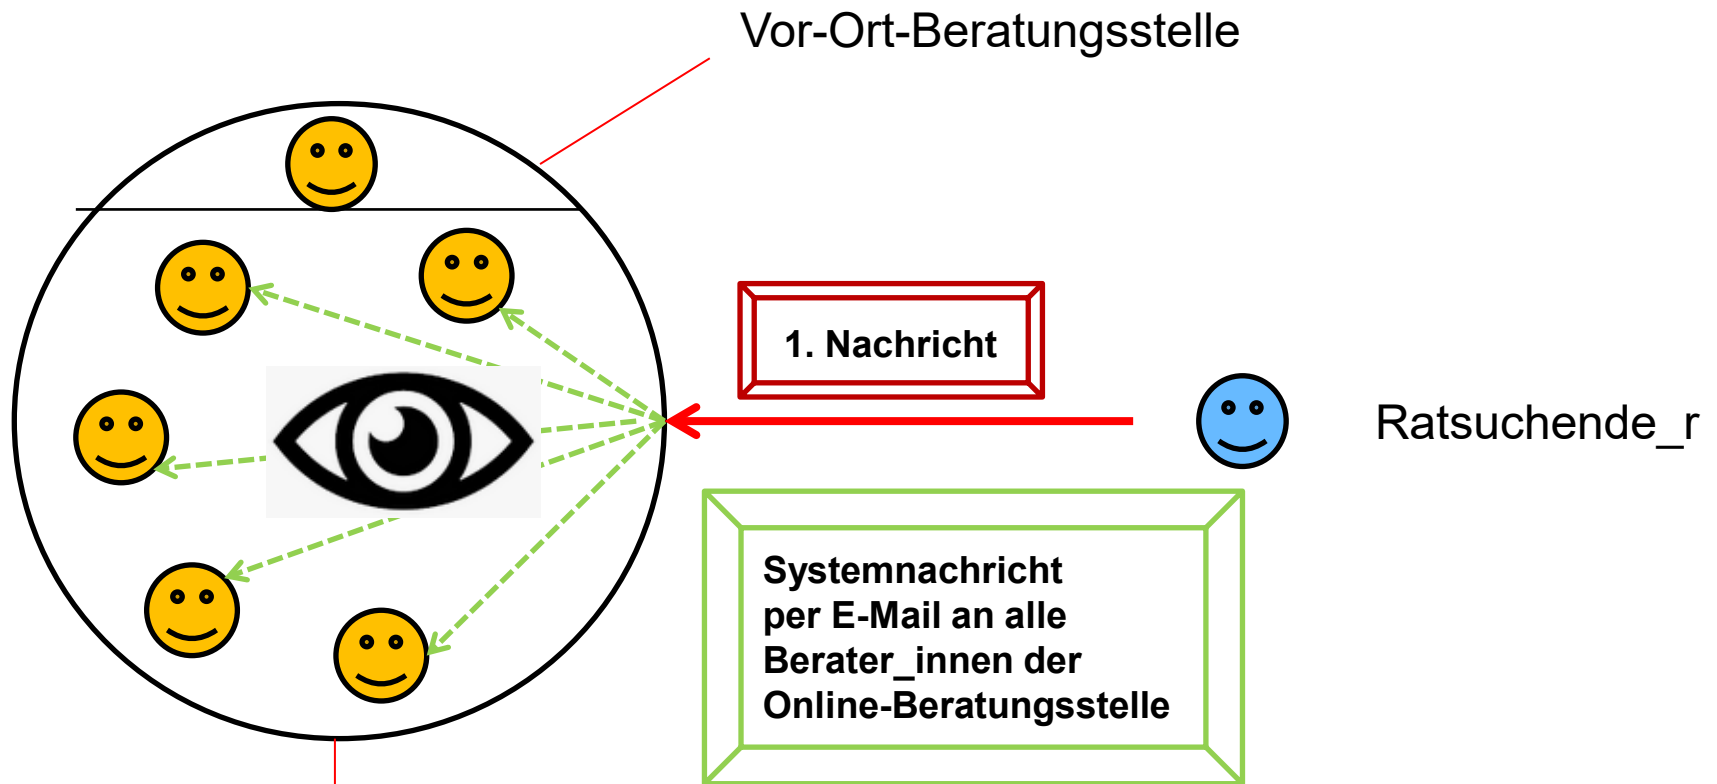 Vor-Ort-Beratungsstelle
1. Nachricht
Ratsuchende_r
Systemnachricht
per E-Mail an alle
Berater_innen der
Online-Beratungsstelle